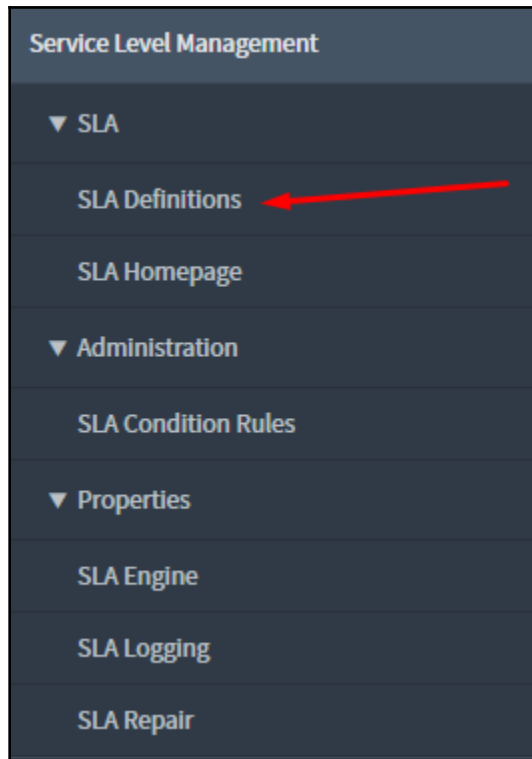 Service Level Management
▼ SLA
SLA Definitions
SLA Homepage
▼ Administration
SLA Condition Rules
▼ Properties
SLA Engine
SLA Logging
SLA Repair